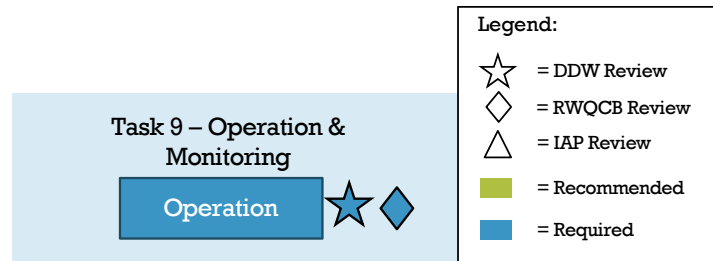 Legend:
= DDW Review
= RWQCB Review
= IAP Review
= Recommended
= Required
Task 9 – Operation &
Monitoring
Operation